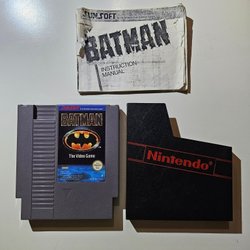 SUNSOFT
BATMAN
INSTRUCTION
MANUAL
BATMAN
The Video Game
Nintendo